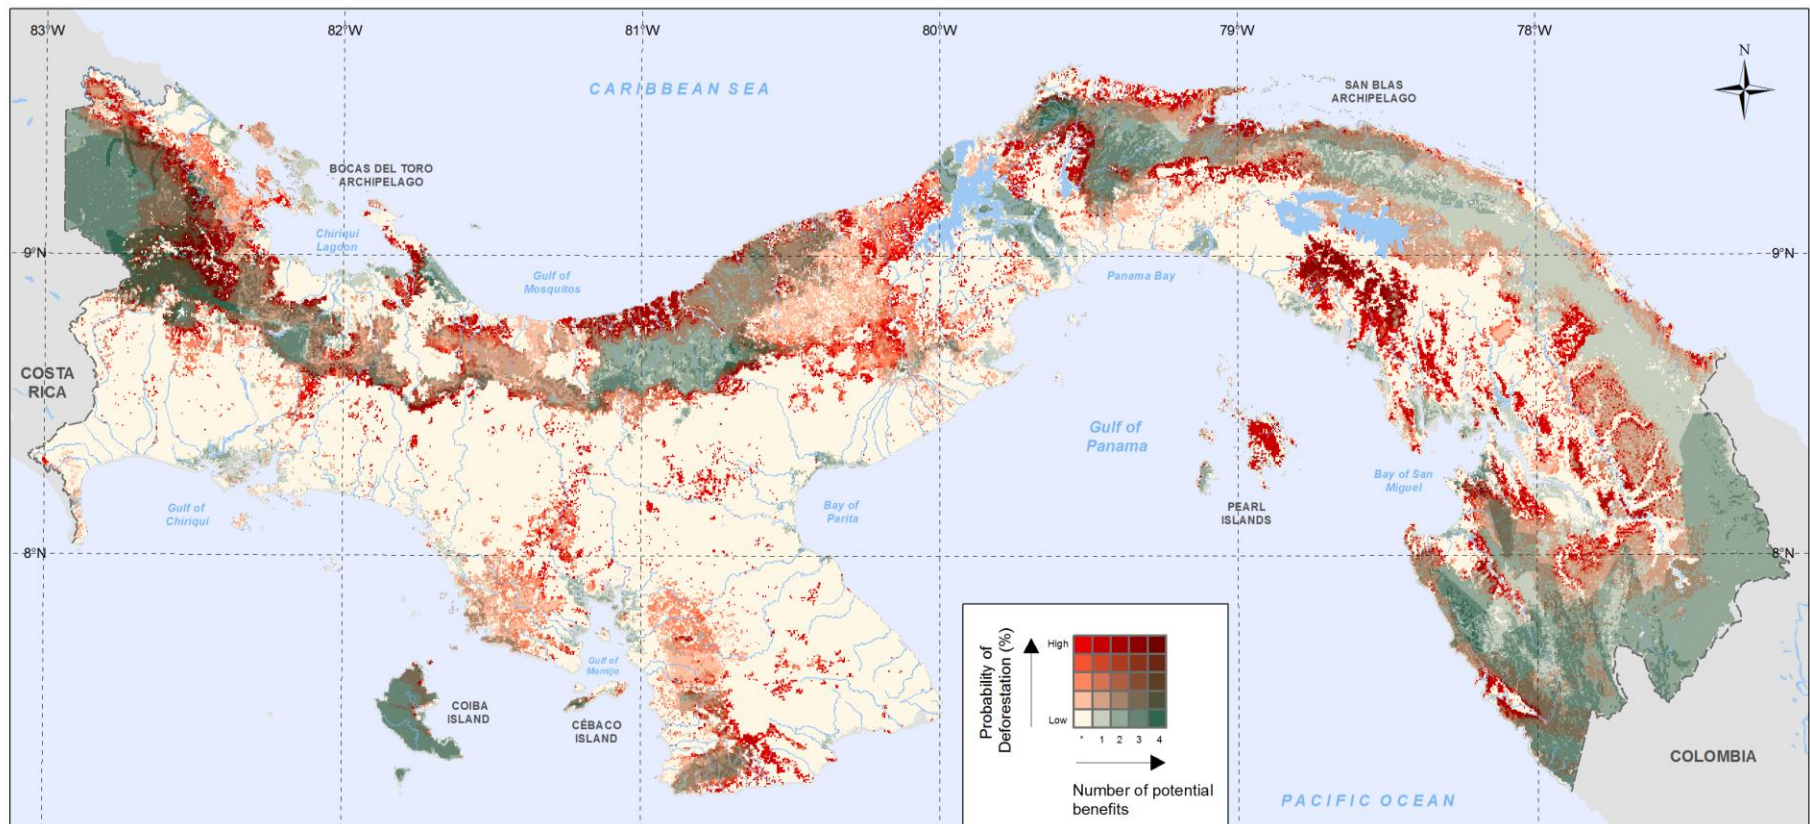 83°W 82°W 81°W 80°W 79°W 78°W
N
CARIBBEAN SEA
SAN BLAS
ARCHIPELAGO
BOCAS DEL TORO
ARCHIPELAGO
Chiriquí
Lagoon
9°N
9°N
Gulf of
Mosquitos
Panama Bay
COSTA
RICA
Gulf of
Panama
Bay of San
Miguel
Gulf of
Chiriquí
Bay of
Parita
PEARL
ISLANDS
8°N
8°N
Gulf of
Montijo
COIBA
ISLAND
CÉBACO
ISLAND
Probability of
Deforestation (%)
High
Low
* 1 2 3 4
Number of potential
benefits
COLOMBIA
PACIFIC OCEAN